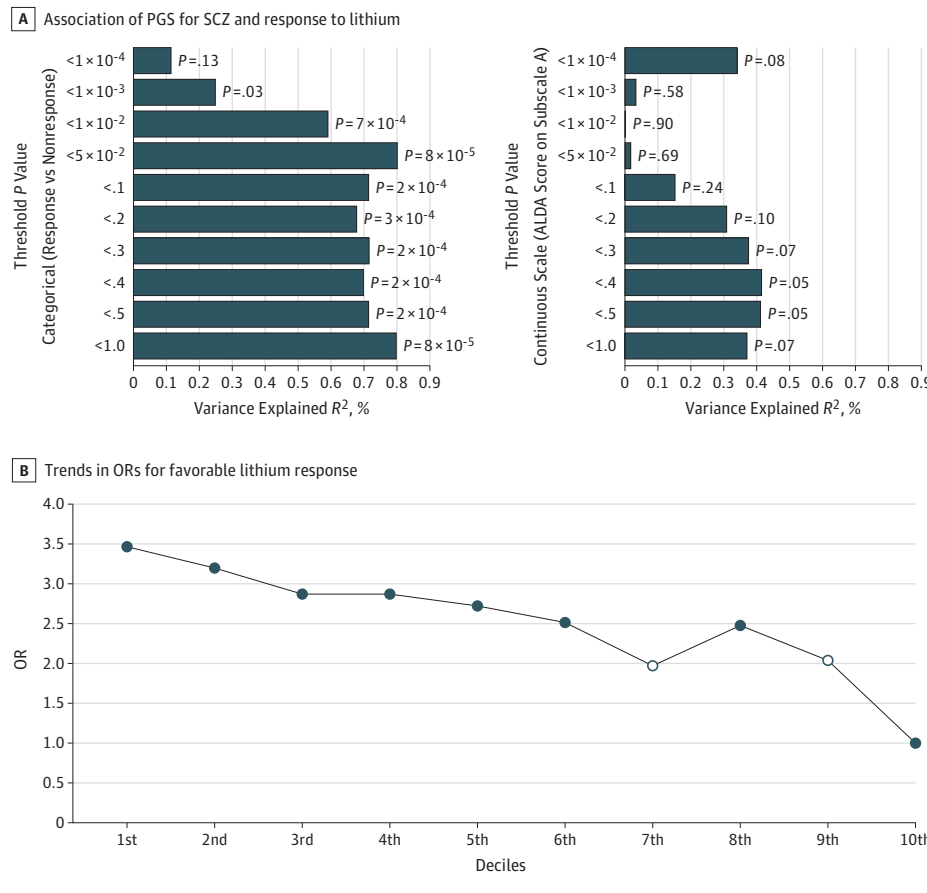 A Association of PGS for SCZ and response to lithium
Threshold P Value
Categorical (Response vs Nonresponse)
<1×10-4 P=.13
<1×10-3 P=.03
<1×10-2 P=7×10-4
<5×10-2 P=8×10-5
<.1 P=2×10-4
<.2 P=3×10-4
<.3 P=2×10-4
<.4 P=2×10-4
<.5 P=2×10-4
<1.0 P=8×10-5
0 0.1 0.2 0.3 0.4 0.5 0.6 0.7 0.8 0.9
Variance Explained R2, %
Threshold P Value
Continuous Scale (ALDA Score on Subscale A)
<1×10-4 P=.08
<1×10-3 P=.58
<1×10-2 P=.90
<5×10-2 P=.69
<.1 P=.24
<.2 P=.10
<.3 P=.07
<.4 P=.05
<.5 P=.05
<1.0 P=.07
0 0.1 0.2 0.3 0.4 0.5 0.6 0.7 0.8 0.9
Variance Explained R2, %
B Trends in ORs for favorable lithium response
OR
4.0
3.5
3.0
2.5
2.0
1.5
1.0
0.5
0
1st 2nd 3rd 4th 5th 6th 7th 8th 9th 10th
Deciles